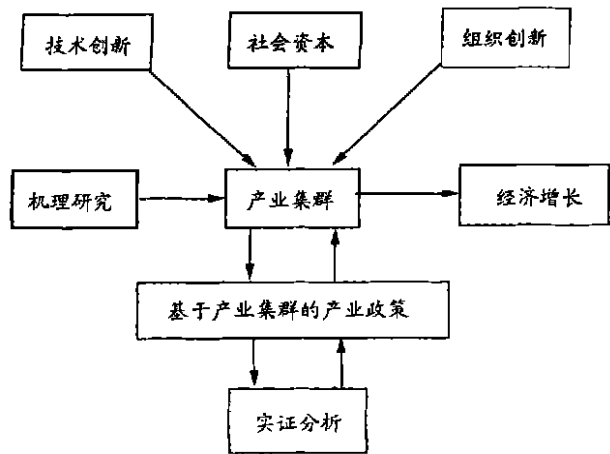 技术创新
社会资本
组织创新
机理研究
产业集群
经济增长
基于产业集群的产业政策
实证分析